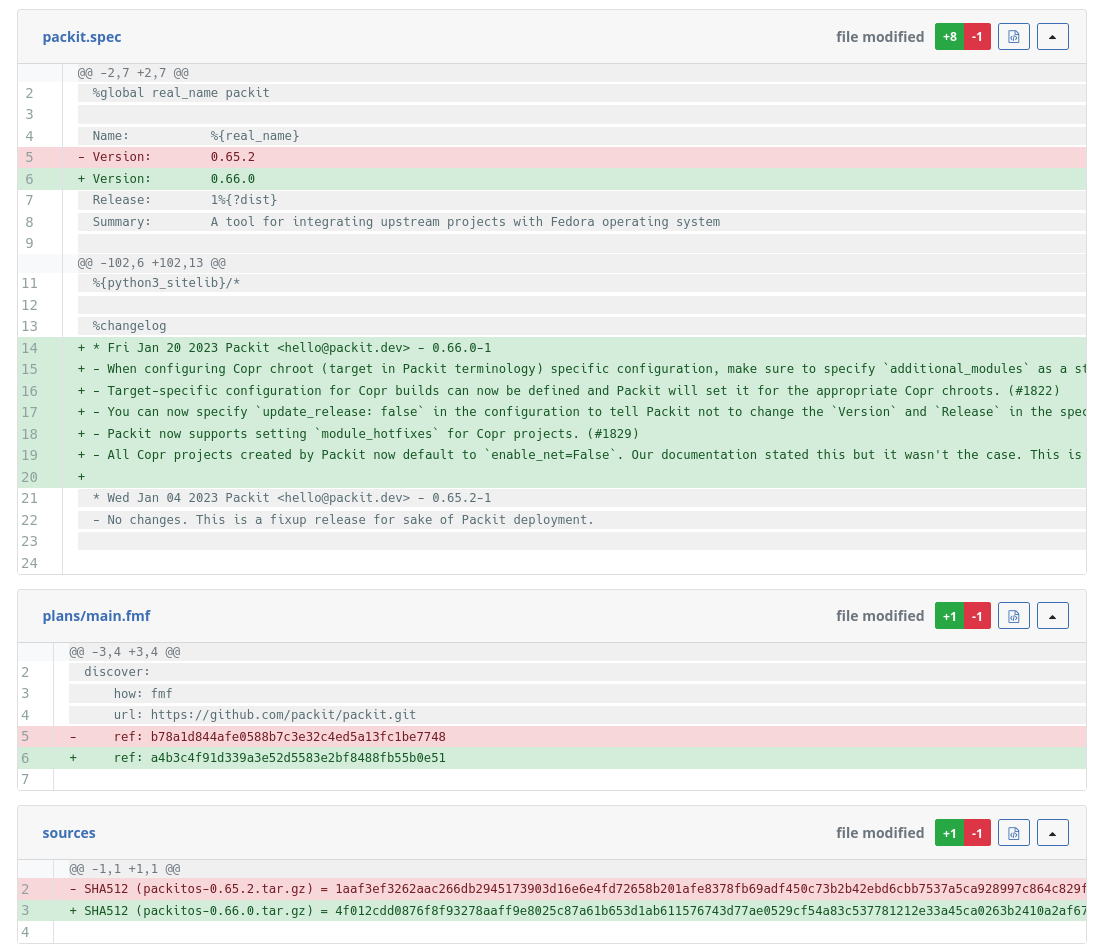 packit.spec file modified +8 -1
@@ -2,7 +2,7 @@
2 %global real_name packit
3
4 Name:           %{real_name}
5 - Version:        0.65.2
6 + Version:        0.66.0
7 Release:        1%{?dist}
8 Summary:        A tool for integrating upstream projects with Fedora operating system
9
@@ -102,6 +102,13 @@
11 %{python3_sitelib}/*
12
13 %changelog
14 + * Fri Jan 20 2023 Packit <hello@packit.dev> - 0.66.0-1
15 + - When configuring Copr chroot (target in Packit terminology) specific configuration, make sure to specify `additional_modules` as a st
16 + - Target-specific configuration for Copr builds can now be defined and Packit will set it for the appropriate Copr chroots. (#1822)
17 + - You can now specify `update_release: false` in the configuration to tell Packit not to change the `Version` and `Release` in the spec
18 + - Packit now supports setting `module_hotfixes` for Copr projects. (#1829)
19 + - All Copr projects created by Packit now default to `enable_net=False`. Our documentation stated this but it wasn't the case. This is
20 +
21 * Wed Jan 04 2023 Packit <hello@packit.dev> - 0.65.2-1
22 - No changes. This is a fixup release for sake of Packit deployment.
23
24
plans/main.fmf file modified +1 -1
@@ -3,4 +3,4 @@
2 discover:
3 how: fmf
4 url: https://github.com/packit/packit.git
5 -     ref: b78a1d844afe0588b7c3e32c4ed5a13fc1be7748
6 +     ref: a4b3c4f91d339a3e52d5583e2bf8488fb55b0e51
7
sources file modified +1 -1
@@ -1,1 +1,1 @@
2 - SHA512 (packitos-0.65.2.tar.gz) = 1aaf3ef3262aac266db2945173903d16e6e4fd72658b201afe8378fb69adf450c73b2b42ebd6cbb7537a5ca928997c864c829f
3 + SHA512 (packitos-0.66.0.tar.gz) = 4f012cdd0876f8f93278aaff9e8025c87a61b653d1ab611576743d77ae0529cf54a83c537781212e33a45ca0263b2410a2af67
4